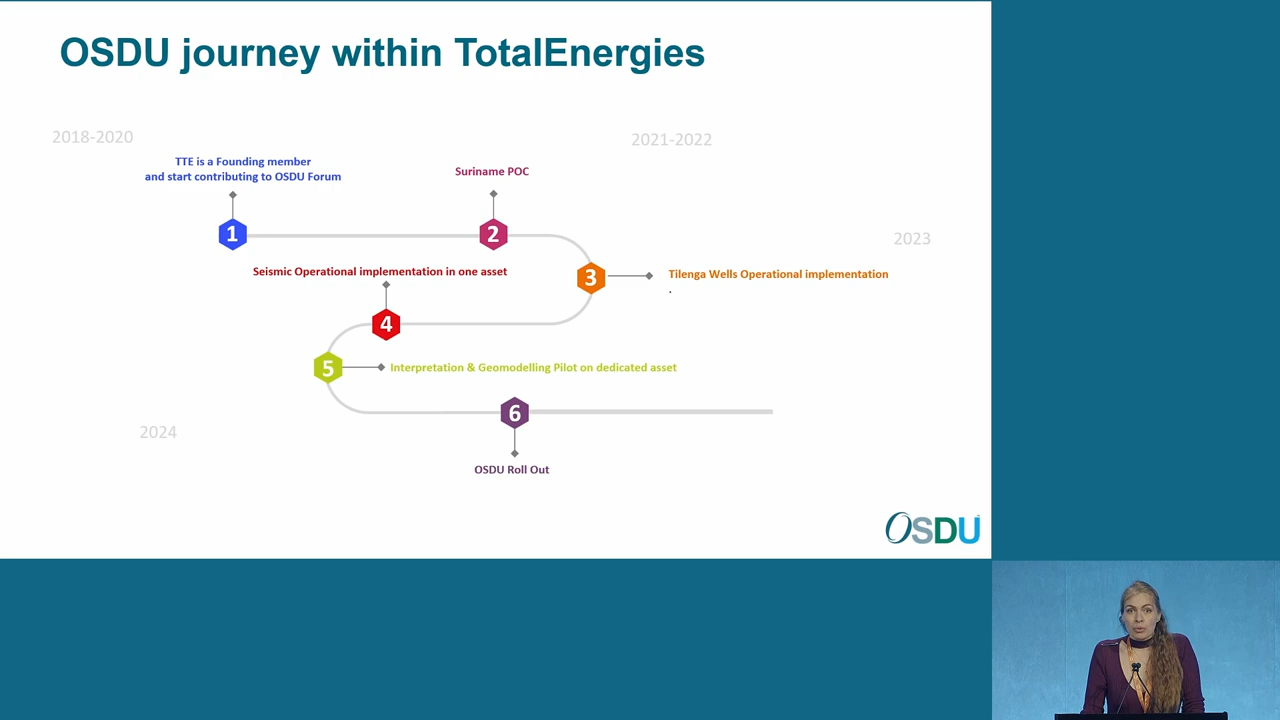 OSDU journey within TotalEnergies
2018-2020
2021-2022
TTE is a Founding member
and start contributing to OSDU Forum
Suriname POC
1
2
2023
Seismic Operational implementation in one asset
3
Tilenga Wells Operational implementation
.
4
5
Interpretation & Geomodelling Pilot on dedicated asset
6
2024
OSDU Roll Out
OSDU